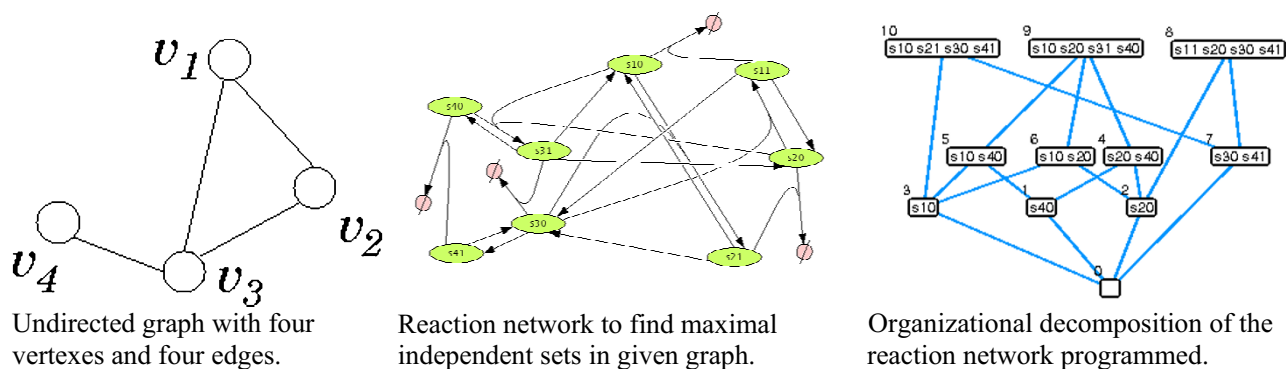 v1
v2
v3
v4
Undirected graph with four
vertexes and four edges.
s10
s11
s40
s31
s20
s30
s41
s21
Reaction network to find maximal
independent sets in given graph.
10
s10 s21 s30 s41
9
s10 s20 s31 s40
8
s11 s20 s30 s41
5
s10 s40
6
s10 s20
4
s20 s40
7
s30 s41
3
s10
1
s40
2
s20
0
Organizational decomposition of the
reaction network programmed.